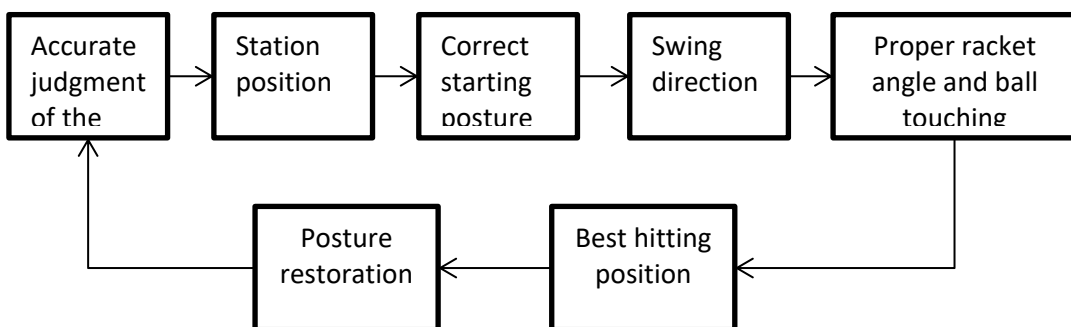 Accurate
judgment
of the
Station
position
Correct
starting
posture
Swing
direction
Proper racket
angle and ball
touching
Posture
restoration
Best hitting
position